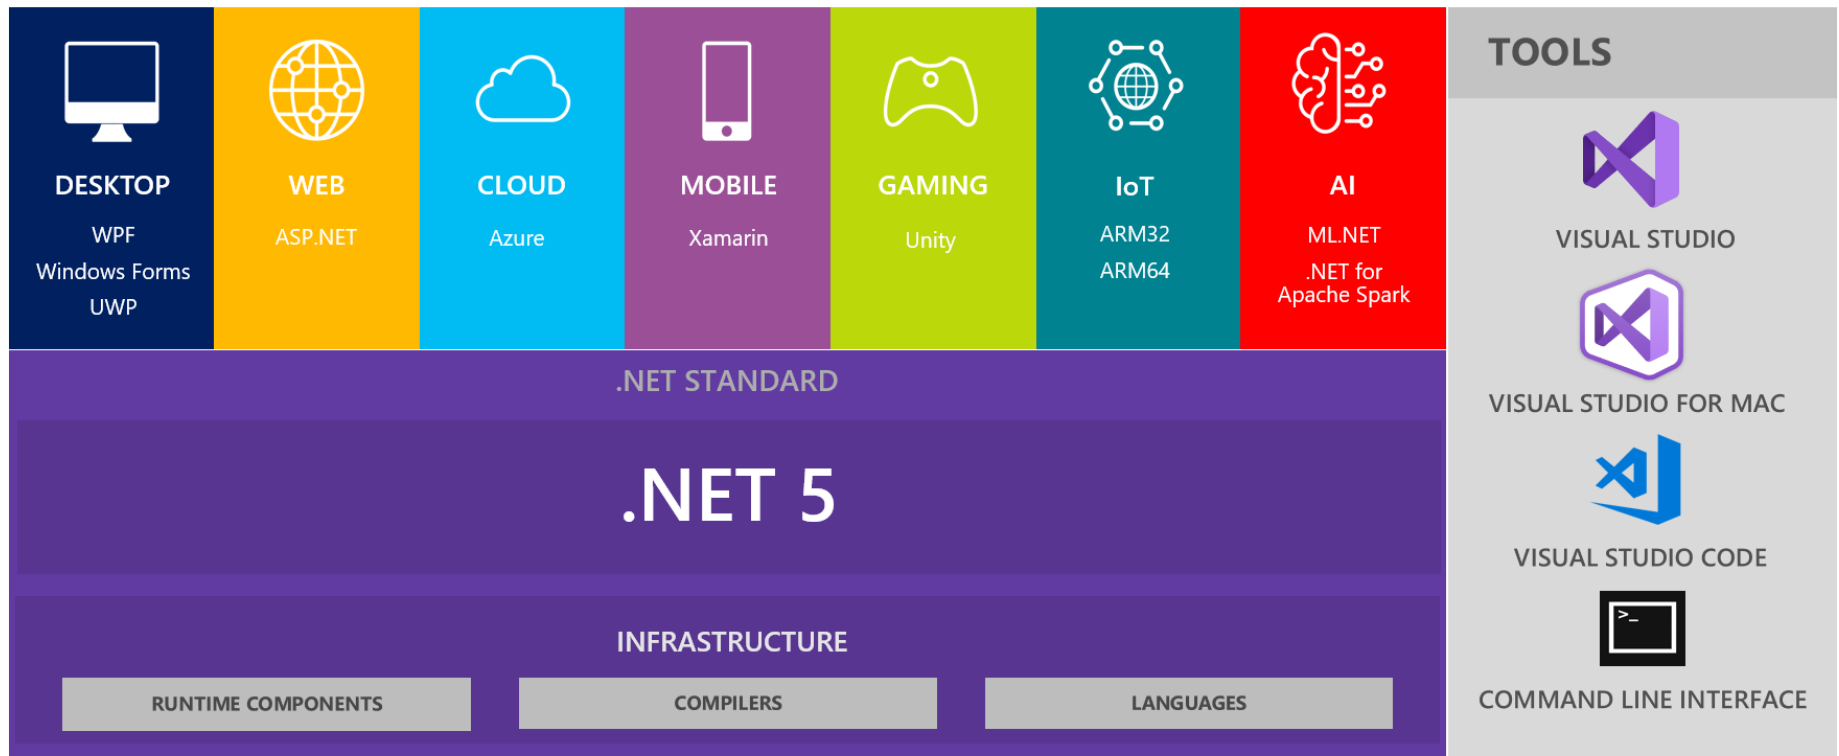 DESKTOP
WPF
Windows Forms
UWP
WEB
ASP.NET
CLOUD
Azure
MOBILE
Xamarin
GAMING
Unity
IoT
ARM32
ARM64
AI
ML.NET
.NET for
Apache Spark
.NET STANDARD
.NET 5
INFRASTRUCTURE
RUNTIME COMPONENTS
COMPILERS
LANGUAGES
TOOLS
VISUAL STUDIO
VISUAL STUDIO FOR MAC
VISUAL STUDIO CODE
>_
COMMAND LINE INTERFACE